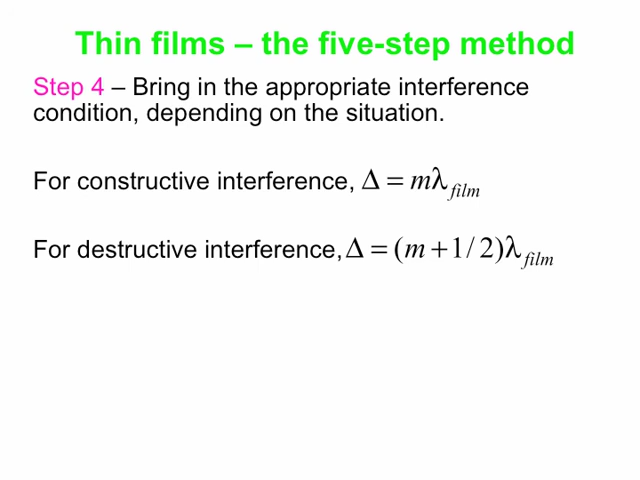 Thin films – the five-step method
Step 4 – Bring in the appropriate interference
condition, depending on the situation.
For constructive interference, Δ = mλ_film
For destructive interference, Δ = (m + 1/2)λ_film